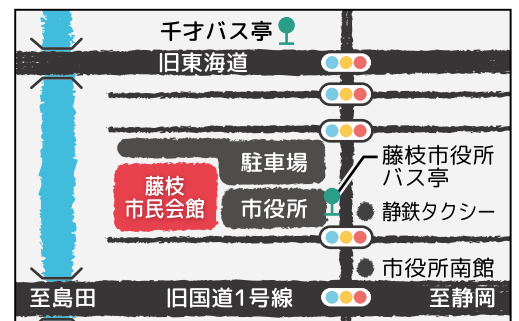 千才バス亭
旧東海道
駐車場
藤枝市役所
バス亭
藤枝
市民会館
市役所
静鉄タクシー
市役所南館
至島田
旧国道1号線
至静岡